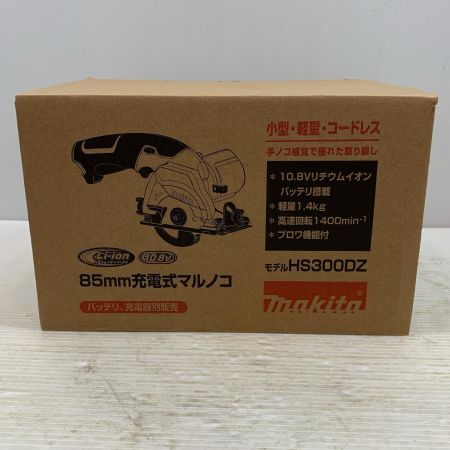 小型・軽量・コードレス
手ノコ感覚で優れた取り廻し
＊10.8Vリチウムイオン
バッテリ搭載
＊軽量1.4kg
＊高速回転1400min⁻¹
＊ブロワ機能付
モデルHS300DZ
makita
Li-ion
10.8V
85mm充電式マルノコ
バッテリ、充電器別販売